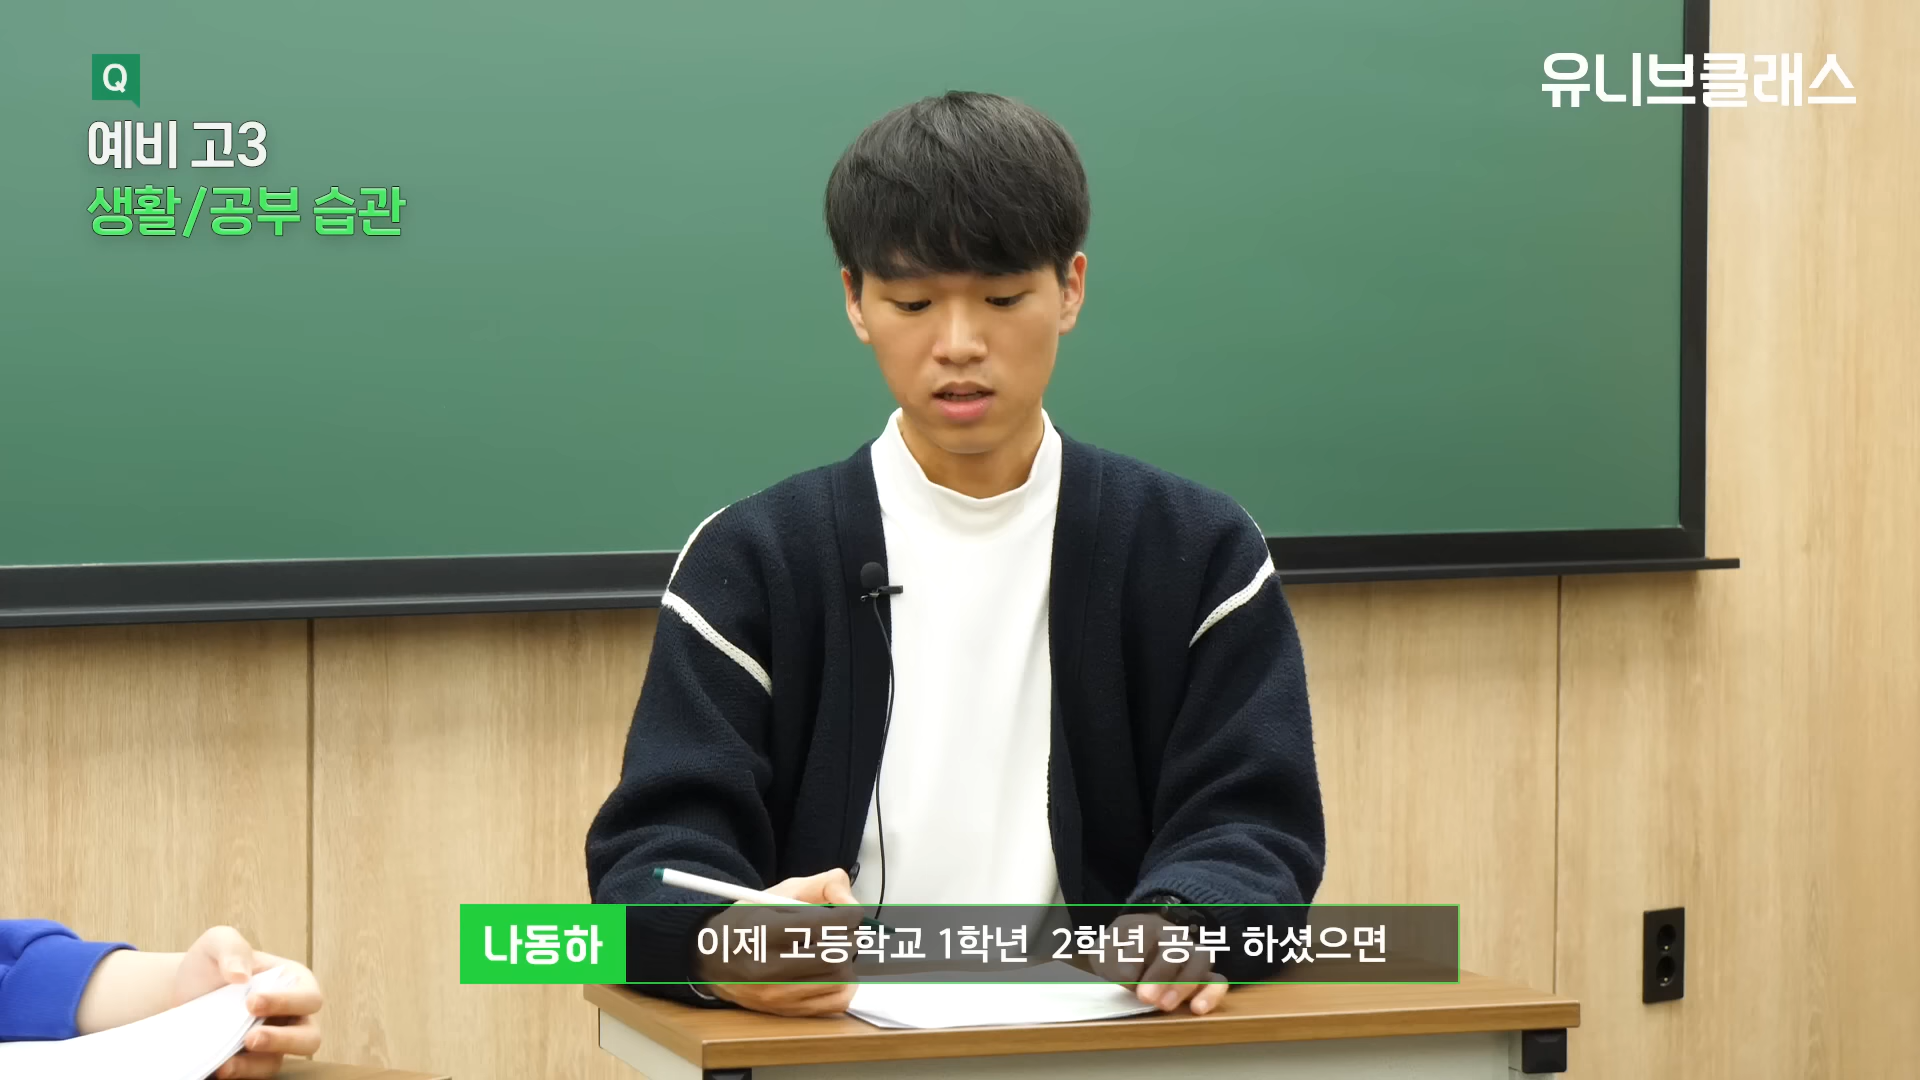 Q
예비 고3
생활/공부 습관
유니브클래스
나동하
이제 고등학교 1학년 2학년 공부 하셨으면